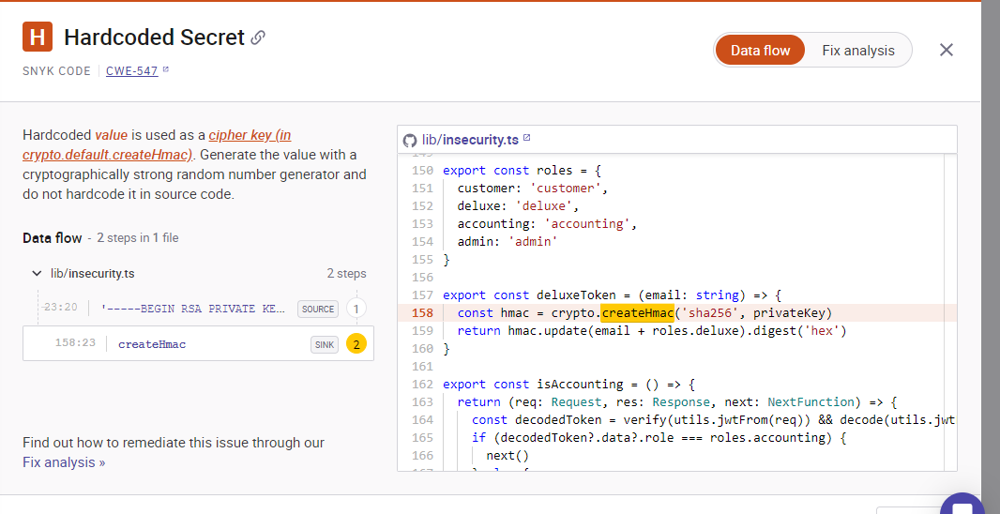 H Hardcoded Secret
Data flow
Fix analysis
SNYK CODE
CWE-547
Hardcoded value is used as a cipher key (in
crypto.default.createHmac). Generate the value with a
cryptographically strong random number generator and
do not hardcode it in source code.
Data flow - 2 steps in 1 file
lib/insecurity.ts
2 steps
23:20
'-----BEGIN RSA PRIVATE KE...
SOURCE
1
158:23
createHmac
SINK
2
Find out how to remediate this issue through our
Fix analysis »
lib/insecurity.ts
150 export const roles = {
151 customer: 'customer',
152 deluxe: 'deluxe',
153 accounting: 'accounting',
154 admin: 'admin'
155 }
156
157 export const deluxeToken = (email: string) => {
158 const hmac = crypto.createHmac('sha256', privateKey)
159 return hmac.update(email + roles.deluxe).digest('hex')
160 }
161
162 export const isAccounting = () => {
163 return (req: Request, res: Response, next: NextFunction) => {
164 const decodedToken = verify(utils.jwtFrom(req)) && decode(utils.jwt
165 if (decodedToken?.data?.role === roles.accounting) {
166 next()